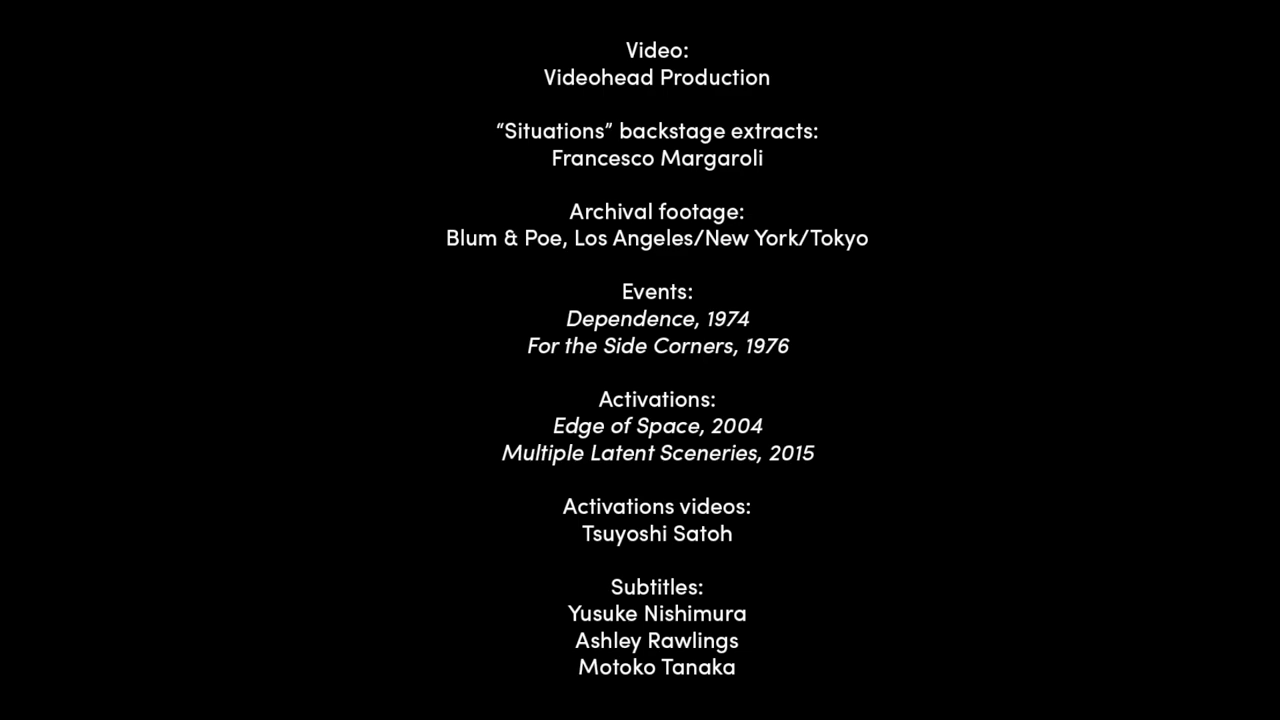 Video:
Videohead Production
“Situations” backstage extracts:
Francesco Margaroli
Archival footage:
Blum & Poe, Los Angeles/New York/Tokyo
Events:
Dependence, 1974
For the Side Corners, 1976
Activations:
Edge of Space, 2004
Multiple Latent Sceneries, 2015
Activations videos:
Tsuyoshi Satoh
Subtitles:
Yusuke Nishimura
Ashley Rawlings
Motoko Tanaka